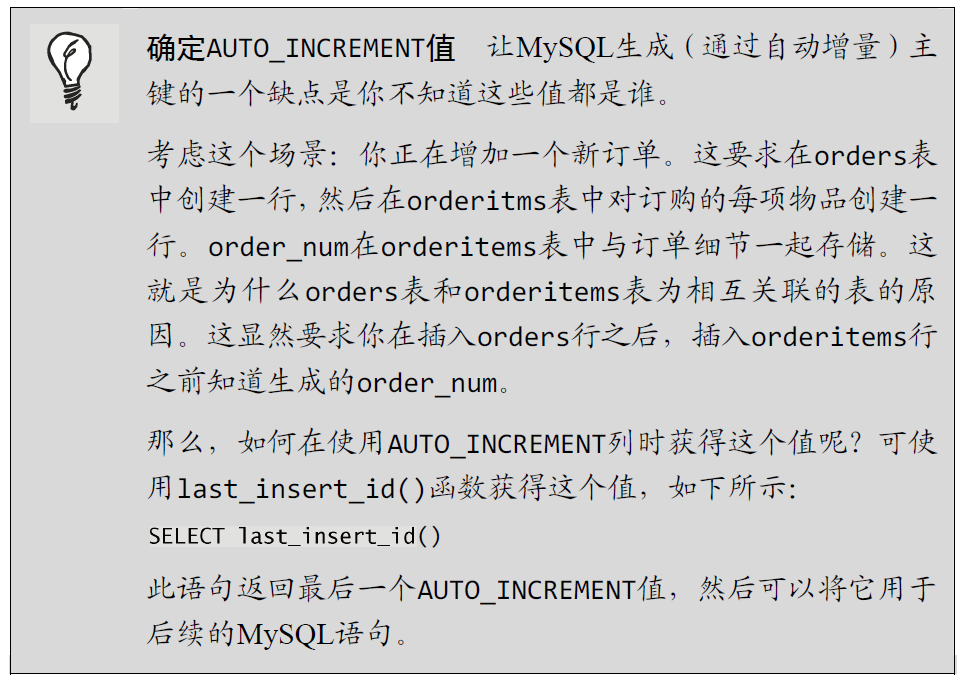 确定AUTO_INCREMENT值 让MySQL生成（通过自动增量）主
键的一个缺点是你不知道这些值都是谁。
考虑这个场景：你正在增加一个新订单。这要求在orders表
中创建一行，然后在orderitms表中对订购的每项物品创建一
行。order_num在orderitems表中与订单细节一起存储。这
就是为什么orders表和orderitems表为相互关联的表的原
因。这显然要求你在插入orders行之后，插入orderitems行
之前知道生成的order_num。
那么，如何在使用AUTO_INCREMENT列时获得这个值呢？可使
用last_insert_id()函数获得这个值，如下所示：
SELECT last_insert_id()
此语句返回最后一个AUTO_INCREMENT值，然后可以将它用于
后续的MySQL语句。